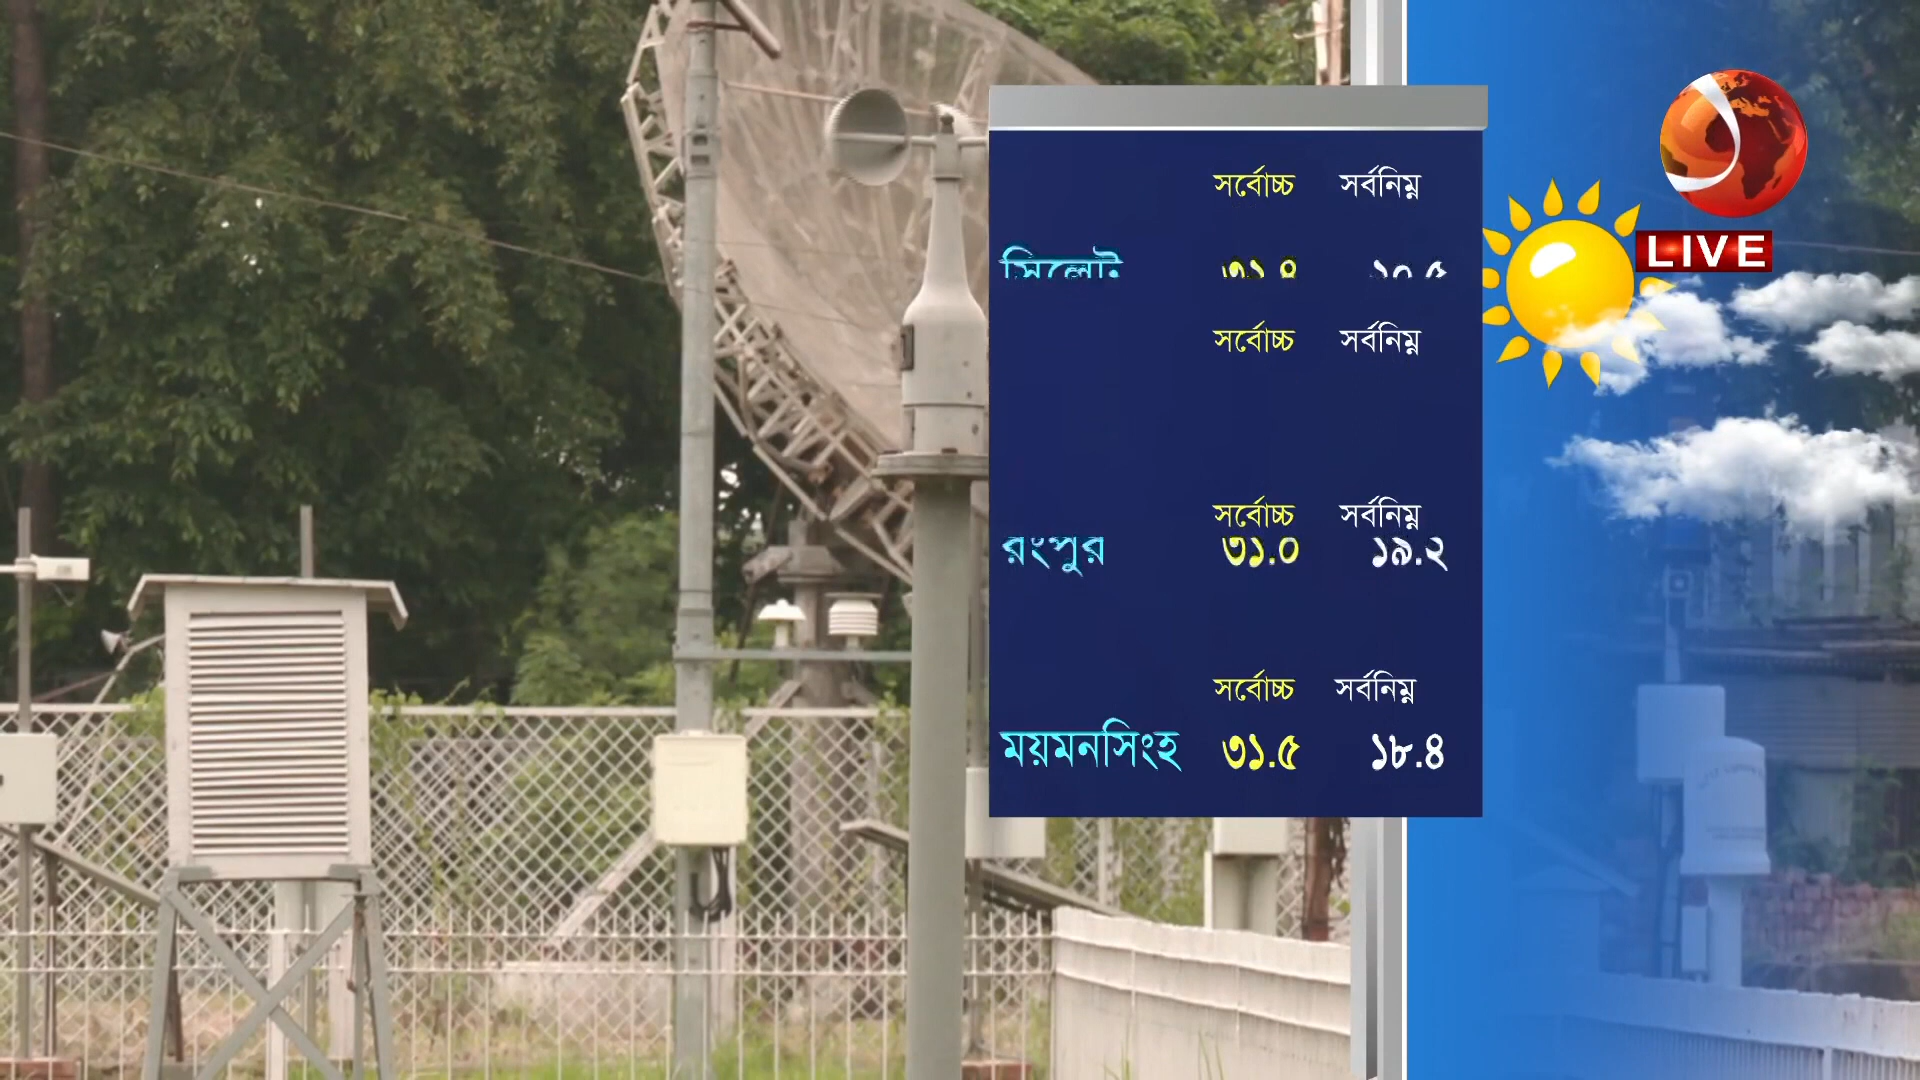 সর্বোচ্চ সর্বনিম্ন
সিলেট
LIVE
সর্বোচ্চ সর্বনিম্ন
সর্বোচ্চ সর্বনিম্ন
রংপুর ৩১.০ ১৯.২
সর্বোচ্চ সর্বনিম্ন
ময়মনসিংহ ৩১.৫ ১৮.৪